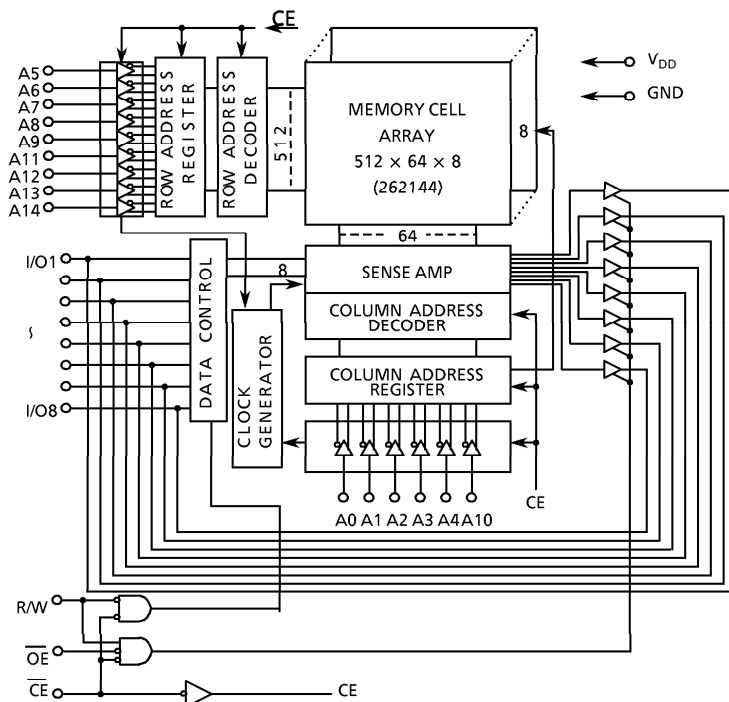 CE
A5
A6
A7
A8
A9
A11
A12
A13
A14
ROW ADDRESS
REGISTER
ROW ADDRESS
DECODER
512
MEMORY CELL
ARRAY
512 × 64 × 8
(262144)
8
VDD
GND
64
I/O1
~
I/O8
DATA CONTROL
8
SENSE AMP
COLUMN ADDRESS
DECODER
CLOCK
GENERATOR
COLUMN ADDRESS
REGISTER
A0 A1 A2 A3 A4 A10
CE
R/W
OE
CE
CE